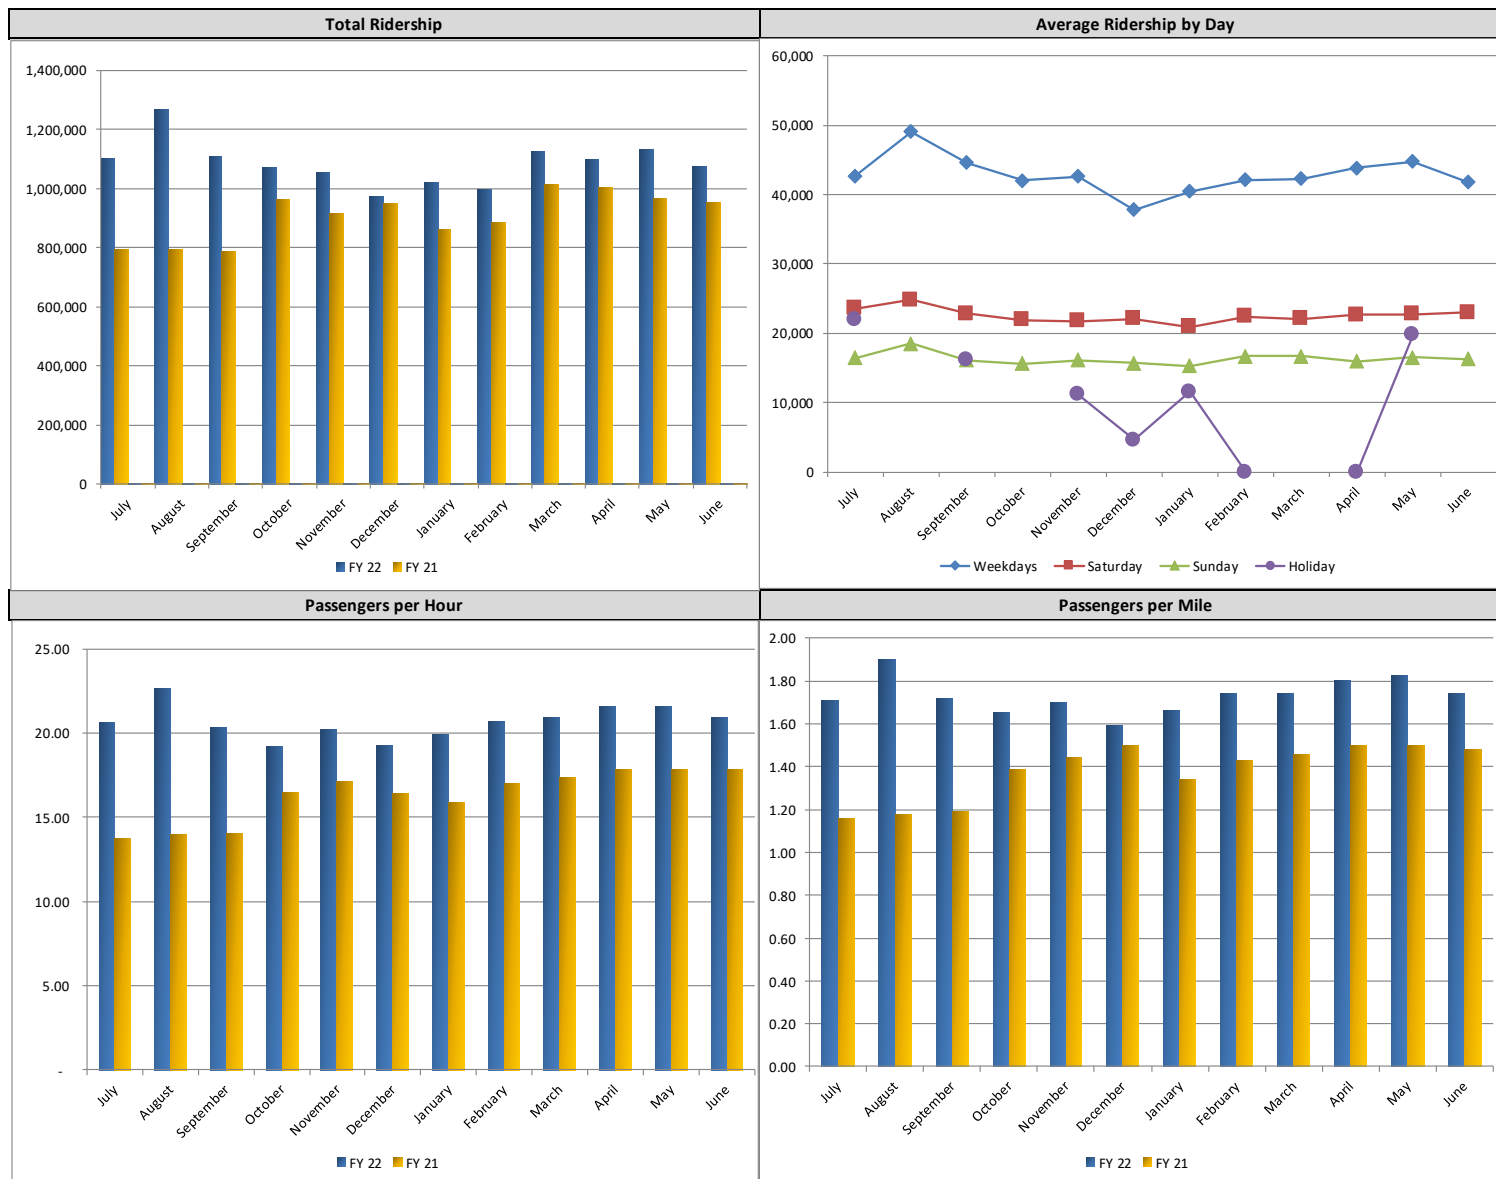 Total Ridership
1,400,000
1,200,000
1,000,000
800,000
600,000
400,000
200,000
0
July August September October November December January February March April May June
FY 22 FY 21
Average Ridership by Day
60,000
50,000
40,000
30,000
20,000
10,000
0
July August September October November December January February March April May June
Weekdays Saturday Sunday Holiday
Passengers per Hour
25.00
20.00
15.00
10.00
5.00
-
July August September October November December January February March April May June
FY 22 FY 21
Passengers per Mile
2.00
1.80
1.60
1.40
1.20
1.00
0.80
0.60
0.40
0.20
0.00
July August September October November December January February March April May June
FY 22 FY 21